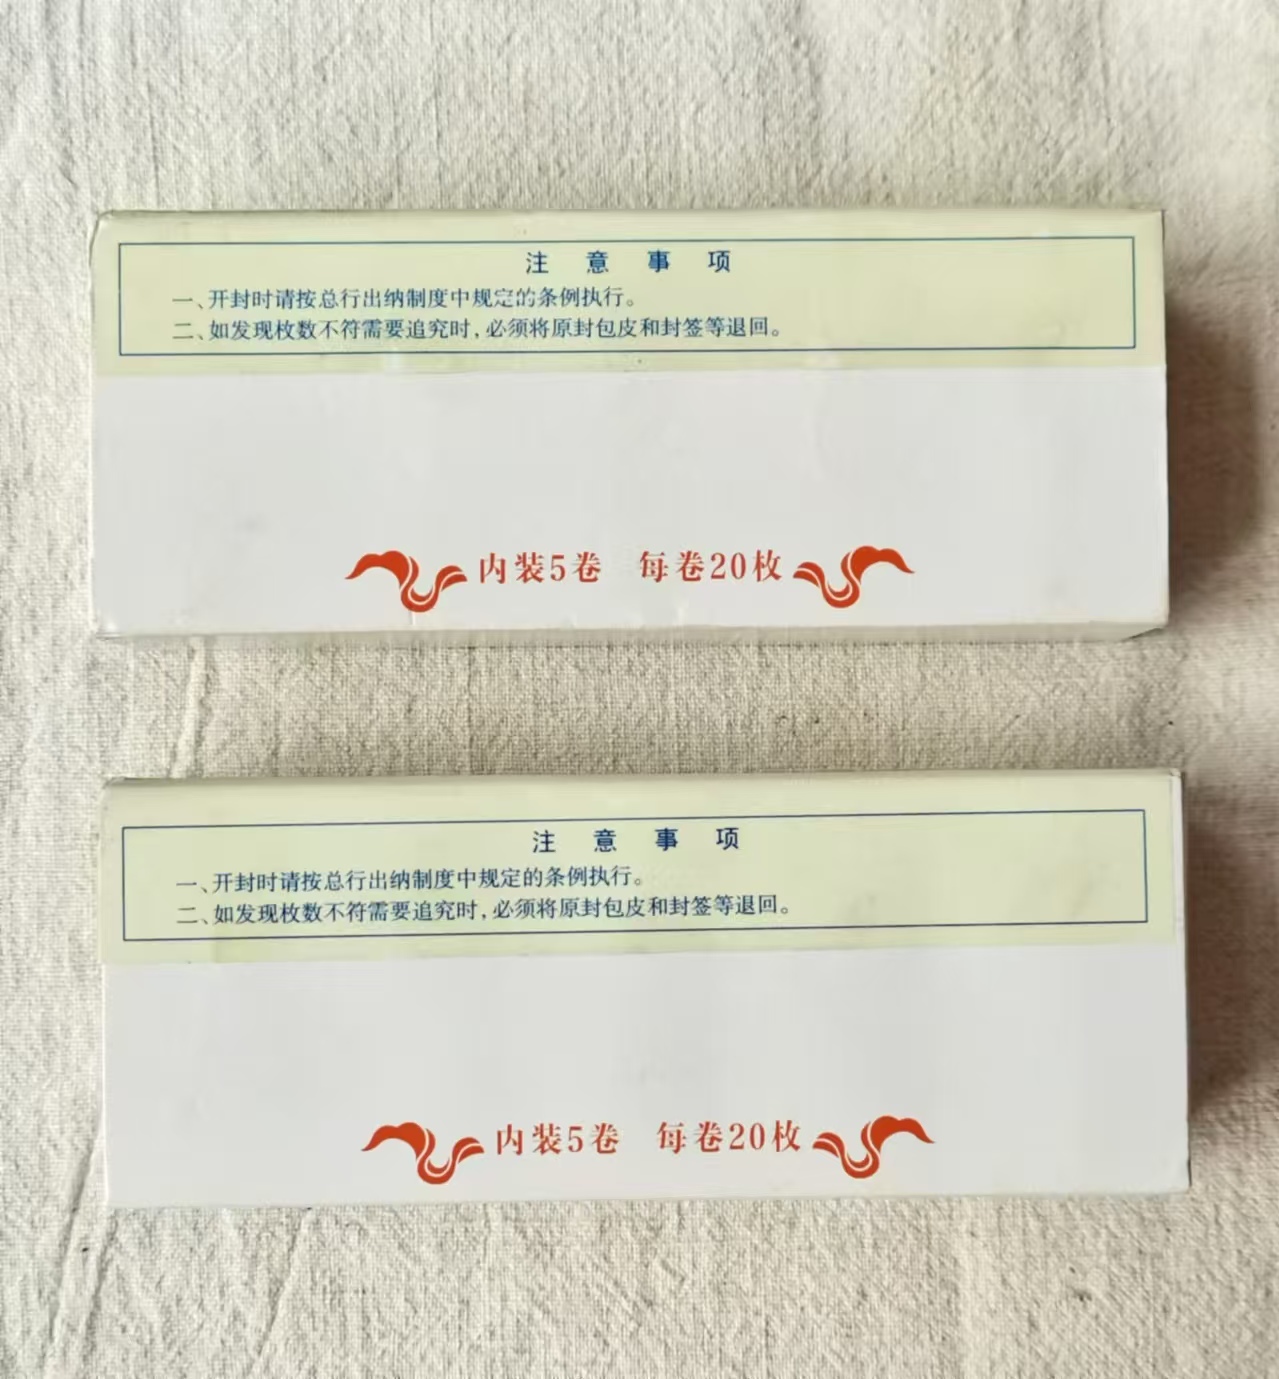 注意事项
一、开封时请按总行出纳制度中规定的条例执行。
二、如发现枚数不符需要追究时,必须将原封包皮和封签等退回。
内装5卷 每卷20枚
注意事项
一、开封时请按总行出纳制度中规定的条例执行。
二、如发现枚数不符需要追究时,必须将原封包皮和封签等退回。
内装5卷 每卷20枚